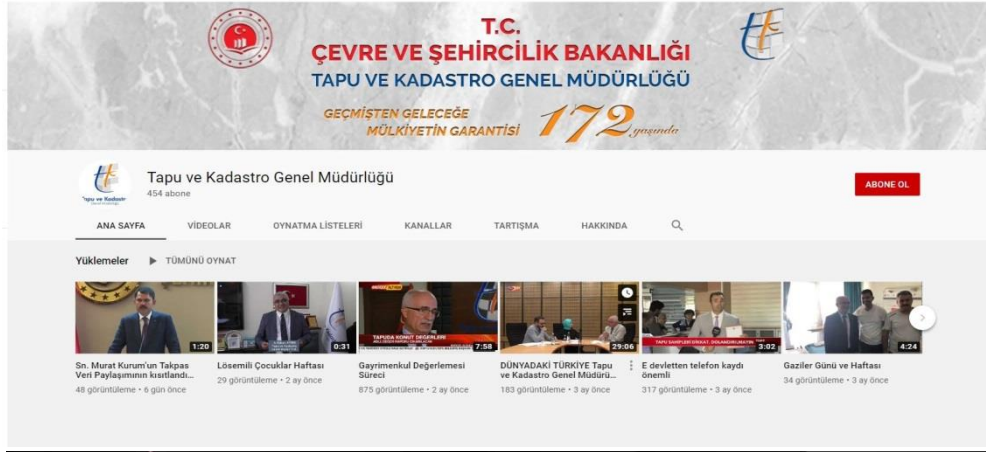 T.C.
ÇEVRE VE ŞEHİRCİLİK BAKANLIĞI
TAPU VE KADASTRO GENEL MÜDÜRLÜĞÜ
GEÇMİŞTEN GELECEĞE
MÜLKİYETİN GARANTİSİ
172 yaşında
Tapu ve Kadastro Genel Müdürlüğü
454 abone
ABONE OL
ANA SAYFA VİDEOLAR OYNATMA LİSTELERİ KANALLAR TARTIŞMA HAKKINDA
Yüklemeler TÜMÜNÜ OYNAT
TAPUDA KONUT DEĞERLERİ
1:20 0:31 7:58 29:06 3:02 4:24
Sn. Murat Kurum'un Takpas
Veri Paylaşımının kısıtlandı...
48 görüntüleme • 6 gün önce
Lösemili Çocuklar Haftası
29 görüntüleme • 2 ay önce
Gayrimenkul Değerlemesi
Süreci
875 görüntüleme • 2 ay önce
DÜNYADAKİ TÜRKİYE Tapu
ve Kadastro Genel Müdürü...
183 görüntüleme • 3 ay önce
E devletten telefon kaydı
önemli
317 görüntüleme • 3 ay önce
Gaziler Günü ve Haftası
34 görüntüleme • 3 ay önce